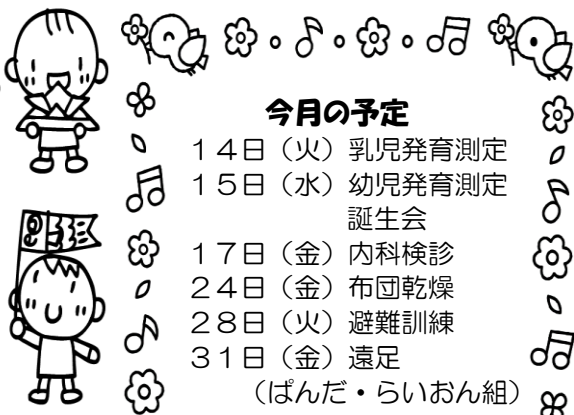 今月の予定
１４日（火）乳児発育測定
１５日（水）幼児発育測定
誕生会
１７日（金）内科検診
２４日（金）布団乾燥
２８日（火）避難訓練
３１日（金）遠足
（ぱんだ・らいおん組）